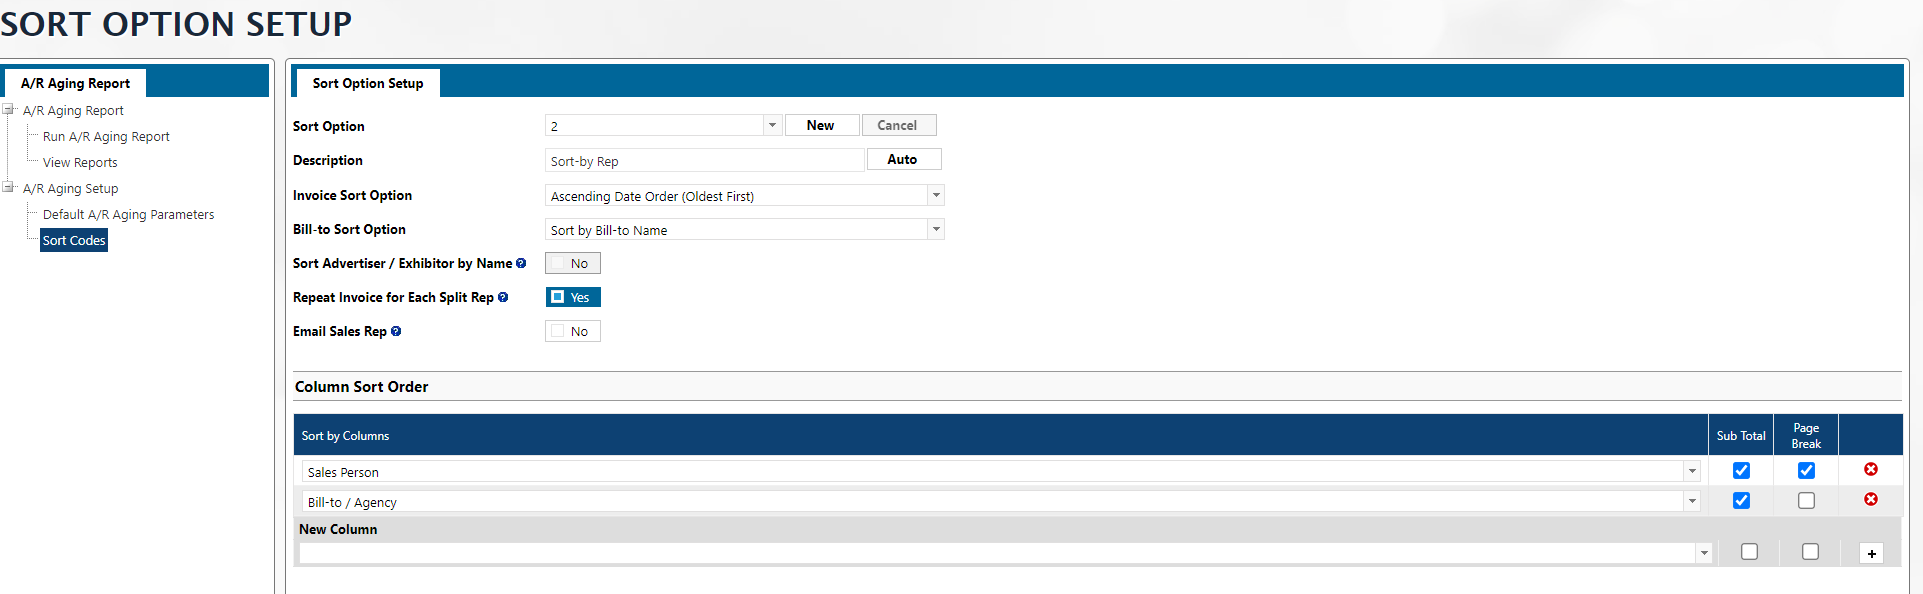 SORT OPTION SETUP
A/R Aging Report
A/R Aging Report
Run A/R Aging Report
View Reports
A/R Aging Setup
Default A/R Aging Parameters
Sort Codes
Sort Option Setup
Sort Option 2 New Cancel
Description Sort-by Rep Auto
Invoice Sort Option Ascending Date Order (Oldest First)
Bill-to Sort Option Sort by Bill-to Name
Sort Advertiser / Exhibitor by Name ? No
Repeat Invoice for Each Split Rep ? Yes
Email Sales Rep ? No
Column Sort Order
Sort by Columns Sub Total Page Break
Sales Person
Bill-to / Agency
New Column
+